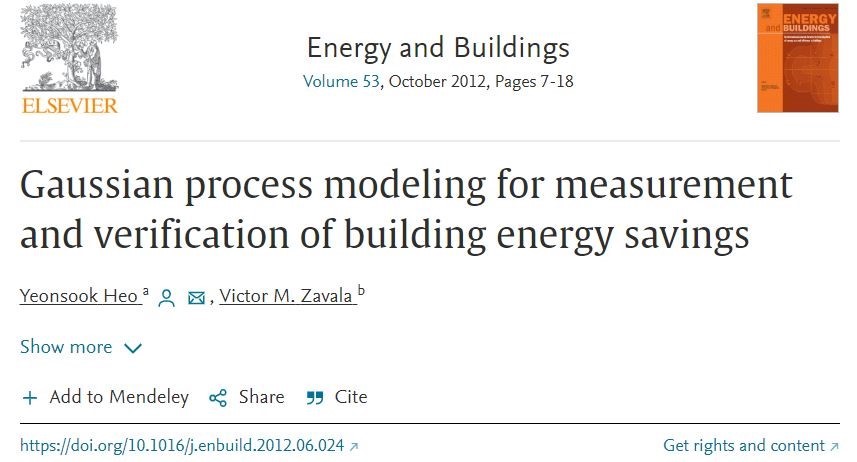 ELSEVIER
Energy and Buildings
Volume 53, October 2012, Pages 7-18
ENERGY
and BUILDINGS
Gaussian process modeling for measurement
and verification of building energy savings
Yeonsook Heo a, Victor M. Zavala b
Show more
Add to Mendeley Share Cite
https://doi.org/10.1016/j.enbuild.2012.06.024
Get rights and content